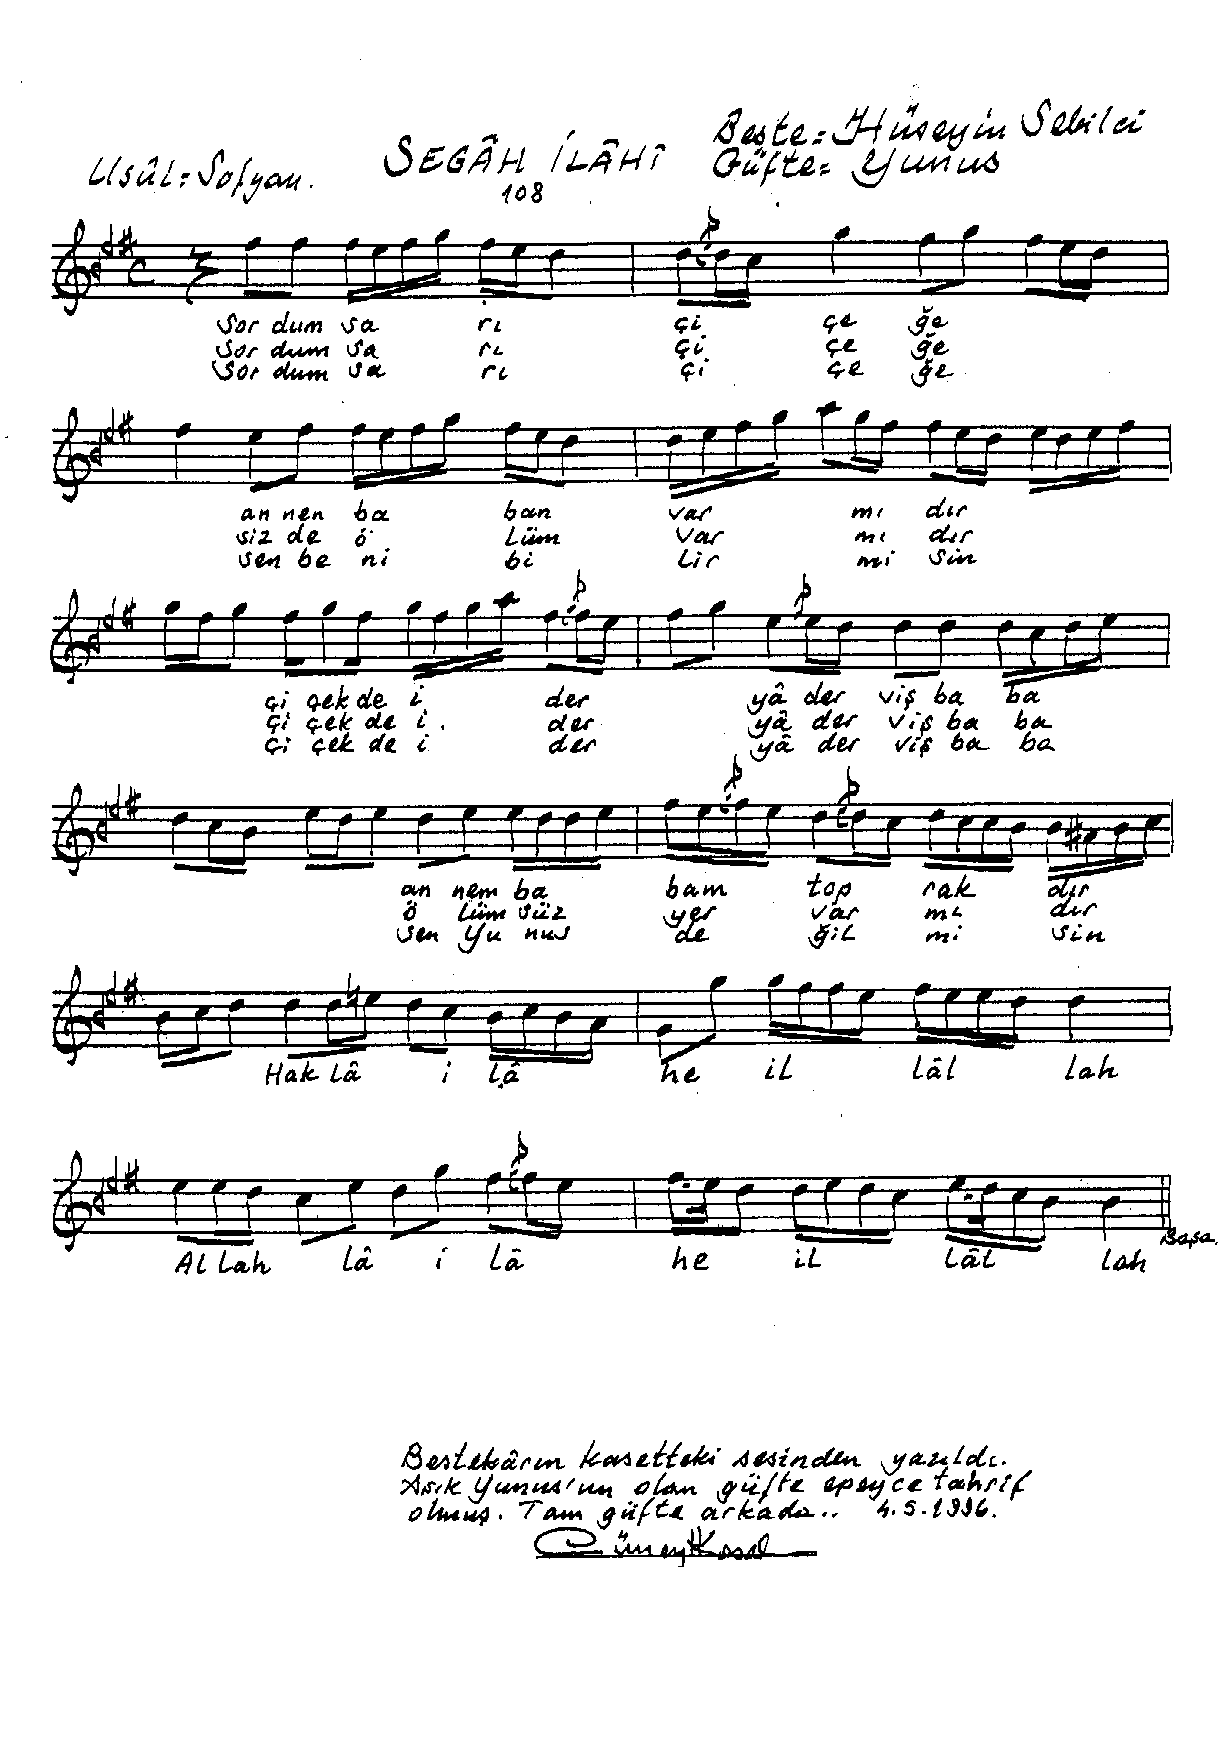 Beste: Hüseyin Sebilci
Usûl: Sofyan. SEGÂH İLÂHÎ Güfte: Yunus
108
Sor dum sa rı çi çe ğe
Sor dum sa rı çi çe ğe
Sor dum sa rı çi çe ğe
an nen ba ban var mı dır
siz de ö lüm var mı dır
sen be ni bi lir mi sin
çi çek de i der yâ der viş ba ba
çi çek de i der yâ der viş ba ba
çi çek de i der yâ der viş ba ba
an nem ba bam top rak dır
ö lüm süz yer var mı dır
sen Yu nus de ğil mi sin
Hak lâ i lâ he il lâl lah
Al lah lâ i lâ he il lâl lah
Başa.
Bestekârın kasetteki sesinden yazıldı.
Asık Yunus'un olan güfte epeyce tahrif
olmuş. Tam güfte arkada.. 4.5.1996.